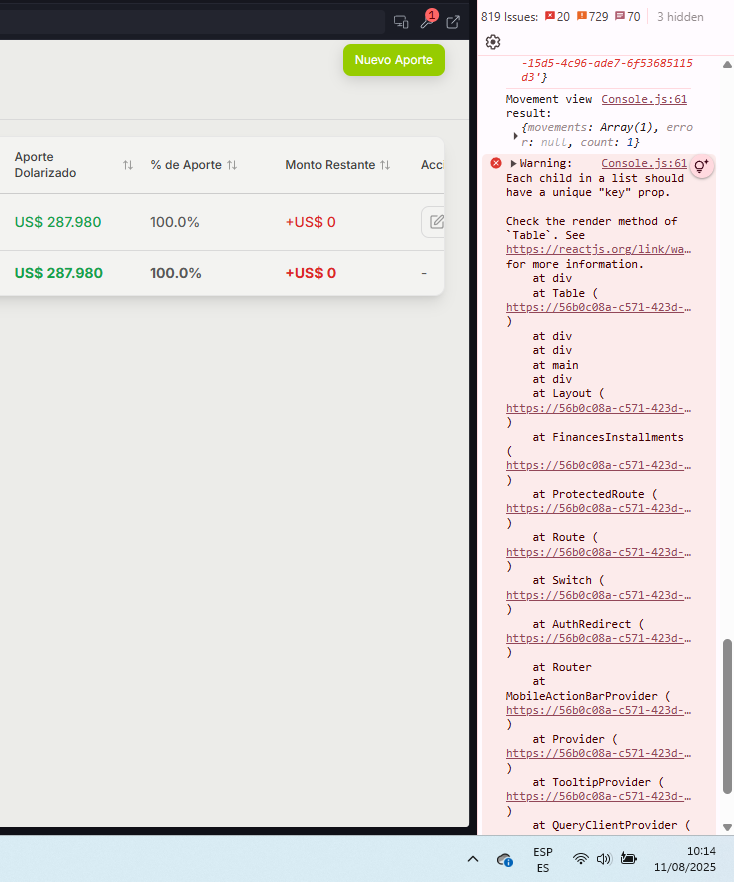 819 Issues: 20 729 70 3 hidden
1
Nuevo Aporte
Aporte
Dolarizado % de Aporte Monto Restante Acc
US$ 287.980 100.0% +US$ 0
US$ 287.980 100.0% +US$ 0 -
-15d5-4c96-ade7-6f53685115
d3'}
Movement view Console.js:61
result:
{movements: Array(1), erro
r: null, count: 1}
Warning: Console.js:61
Each child in a list should
have a unique "key" prop.
Check the render method of
`Table`. See
https://reactjs.org/link/wa…
for more information.
at div
at Table (
https://56b0c08a-c571-423d-…
)
at div
at div
at main
at div
at Layout (
https://56b0c08a-c571-423d-…
)
at FinancesInstallments
(
https://56b0c08a-c571-423d-…
)
at ProtectedRoute (
https://56b0c08a-c571-423d-…
)
at Route (
https://56b0c08a-c571-423d-…
)
at Switch (
https://56b0c08a-c571-423d-…
)
at AuthRedirect (
https://56b0c08a-c571-423d-…
)
at Router
at
MobileActionBarProvider (
https://56b0c08a-c571-423d-…
)
at Provider (
https://56b0c08a-c571-423d-…
)
at TooltipProvider (
https://56b0c08a-c571-423d-…
)
at QueryClientProvider (
ESP
ES
10:14
11/08/2025